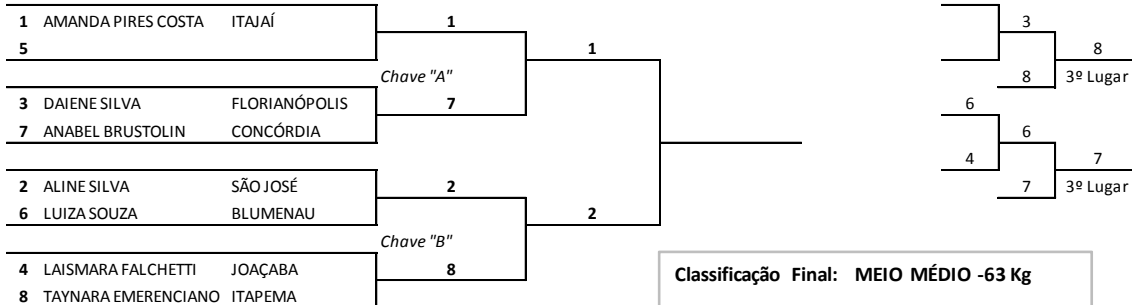 1 AMANDA PIRES COSTA ITAJAÍ 1 3
5 1 8
Chave "A" 8 3º Lugar
3 DAIENE SILVA FLORIANÓPOLIS 7 6
7 ANABEL BRUSTOLIN CONCÓRDIA 6
4 7
2 ALINE SILVA SÃO JOSÉ 2 7 3º Lugar
6 LUIZA SOUZA BLUMENAU 2
Chave "B"
4 LAISMARA FALCHETTI JOAÇABA 8 Classificação Final: MEIO MÉDIO -63 Kg
8 TAYNARA EMERENCIANO ITAPEMA